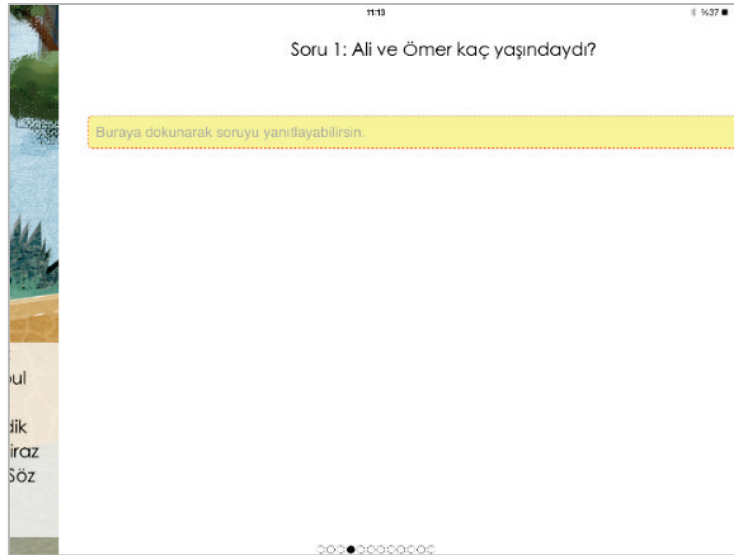 11:13
%37
Soru 1: Ali ve Ömer kaç yaşındaydı?
Buraya dokunarak soruyu yanıtlayabilirsin.
ul
dik
iraz
Söz